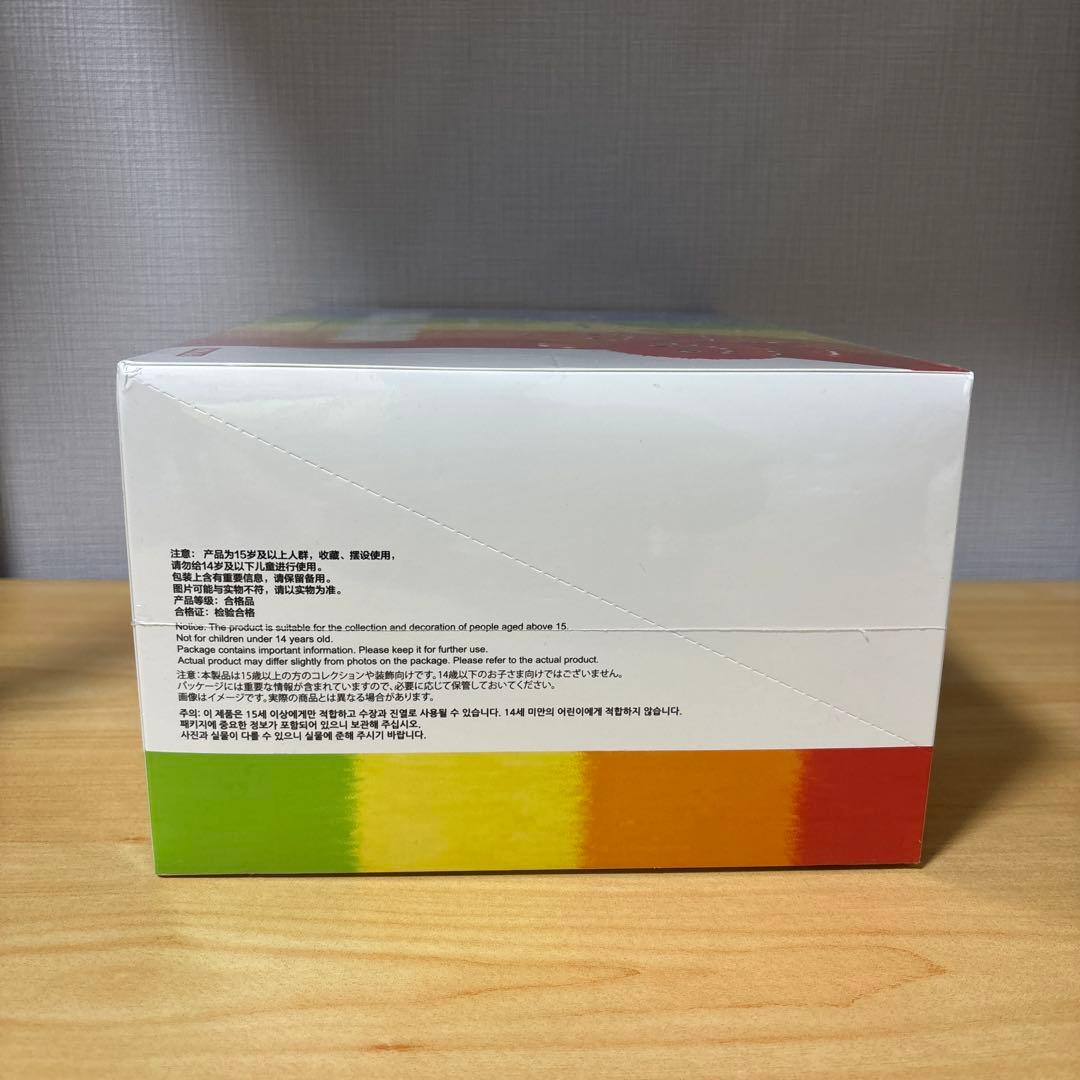 注意： 产品为15岁及以上人群，收藏、摆设使用，
请勿给14岁及以下儿童进行使用。
包装上含有重要信息，请保留备用。
图片可能与实物不符，请以实物为准。
产品等级：合格品
合格证：检验合格
Notice. The product is suitable for the collection and decoration of people aged above 15.
Not for children under 14 years old.
Package contains important information. Please keep it for further use.
Actual product may differ slightly from photos on the package. Please refer to the actual product.
注意：本製品は15歳以上の方のコレクションや装飾向けです。14歳以下のお子さま向けではございません。
パッケージには重要な情報が含まれていますので、必要に応じて保管しておいてください。
画像はイメージです。実際の商品とは異なる場合があります。
주의: 이 제품은 15세 이상에게만 적합하고 수장과 진열로 사용될 수 있습니다. 14세 미만의 어린이에게 적합하지 않습니다.
패키지에 중요한 정보가 포함되어 있으니 보관해 주십시오.
사진과 실물이 다를 수 있으니 실물에 준해 주시기 바랍니다.